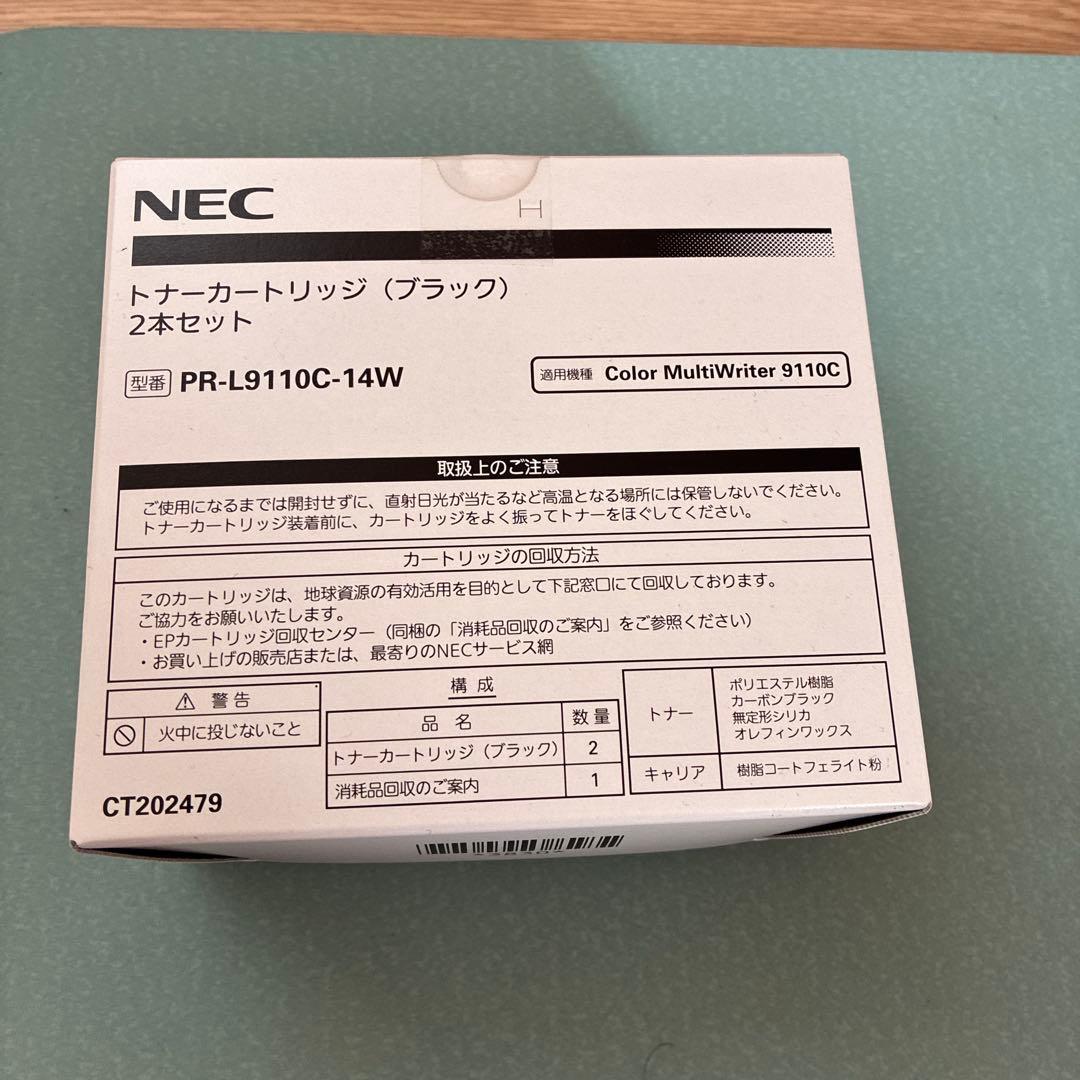 NEC
H
トナーカートリッジ（ブラック）
2本セット
型番 PR-L9110C-14W
適用機種 Color MultiWriter 9110C
取扱上のご注意
ご使用になるまでは開封せずに、直射日光が当たるなど高温となる場所には保管しないでください。
トナーカートリッジ装着前に、カートリッジをよく振ってトナーをほぐしてください。
カートリッジの回収方法
このカートリッジは、地球資源の有効活用を目的として下記窓口にて回収しております。
ご協力をお願いいたします。
・EPカートリッジ回収センター（同梱の「消耗品回収のご案内」をご参照ください）
・お買い上げの販売店または、最寄りのNECサービス網
警告
火中に投じないこと
CT202479
構成
品名 数量
トナーカートリッジ（ブラック） 2
消耗品回収のご案内 1
トナー
ポリエステル樹脂
カーボンブラック
無定形シリカ
オレフィンワックス
キャリア 樹脂コートフェライト粉